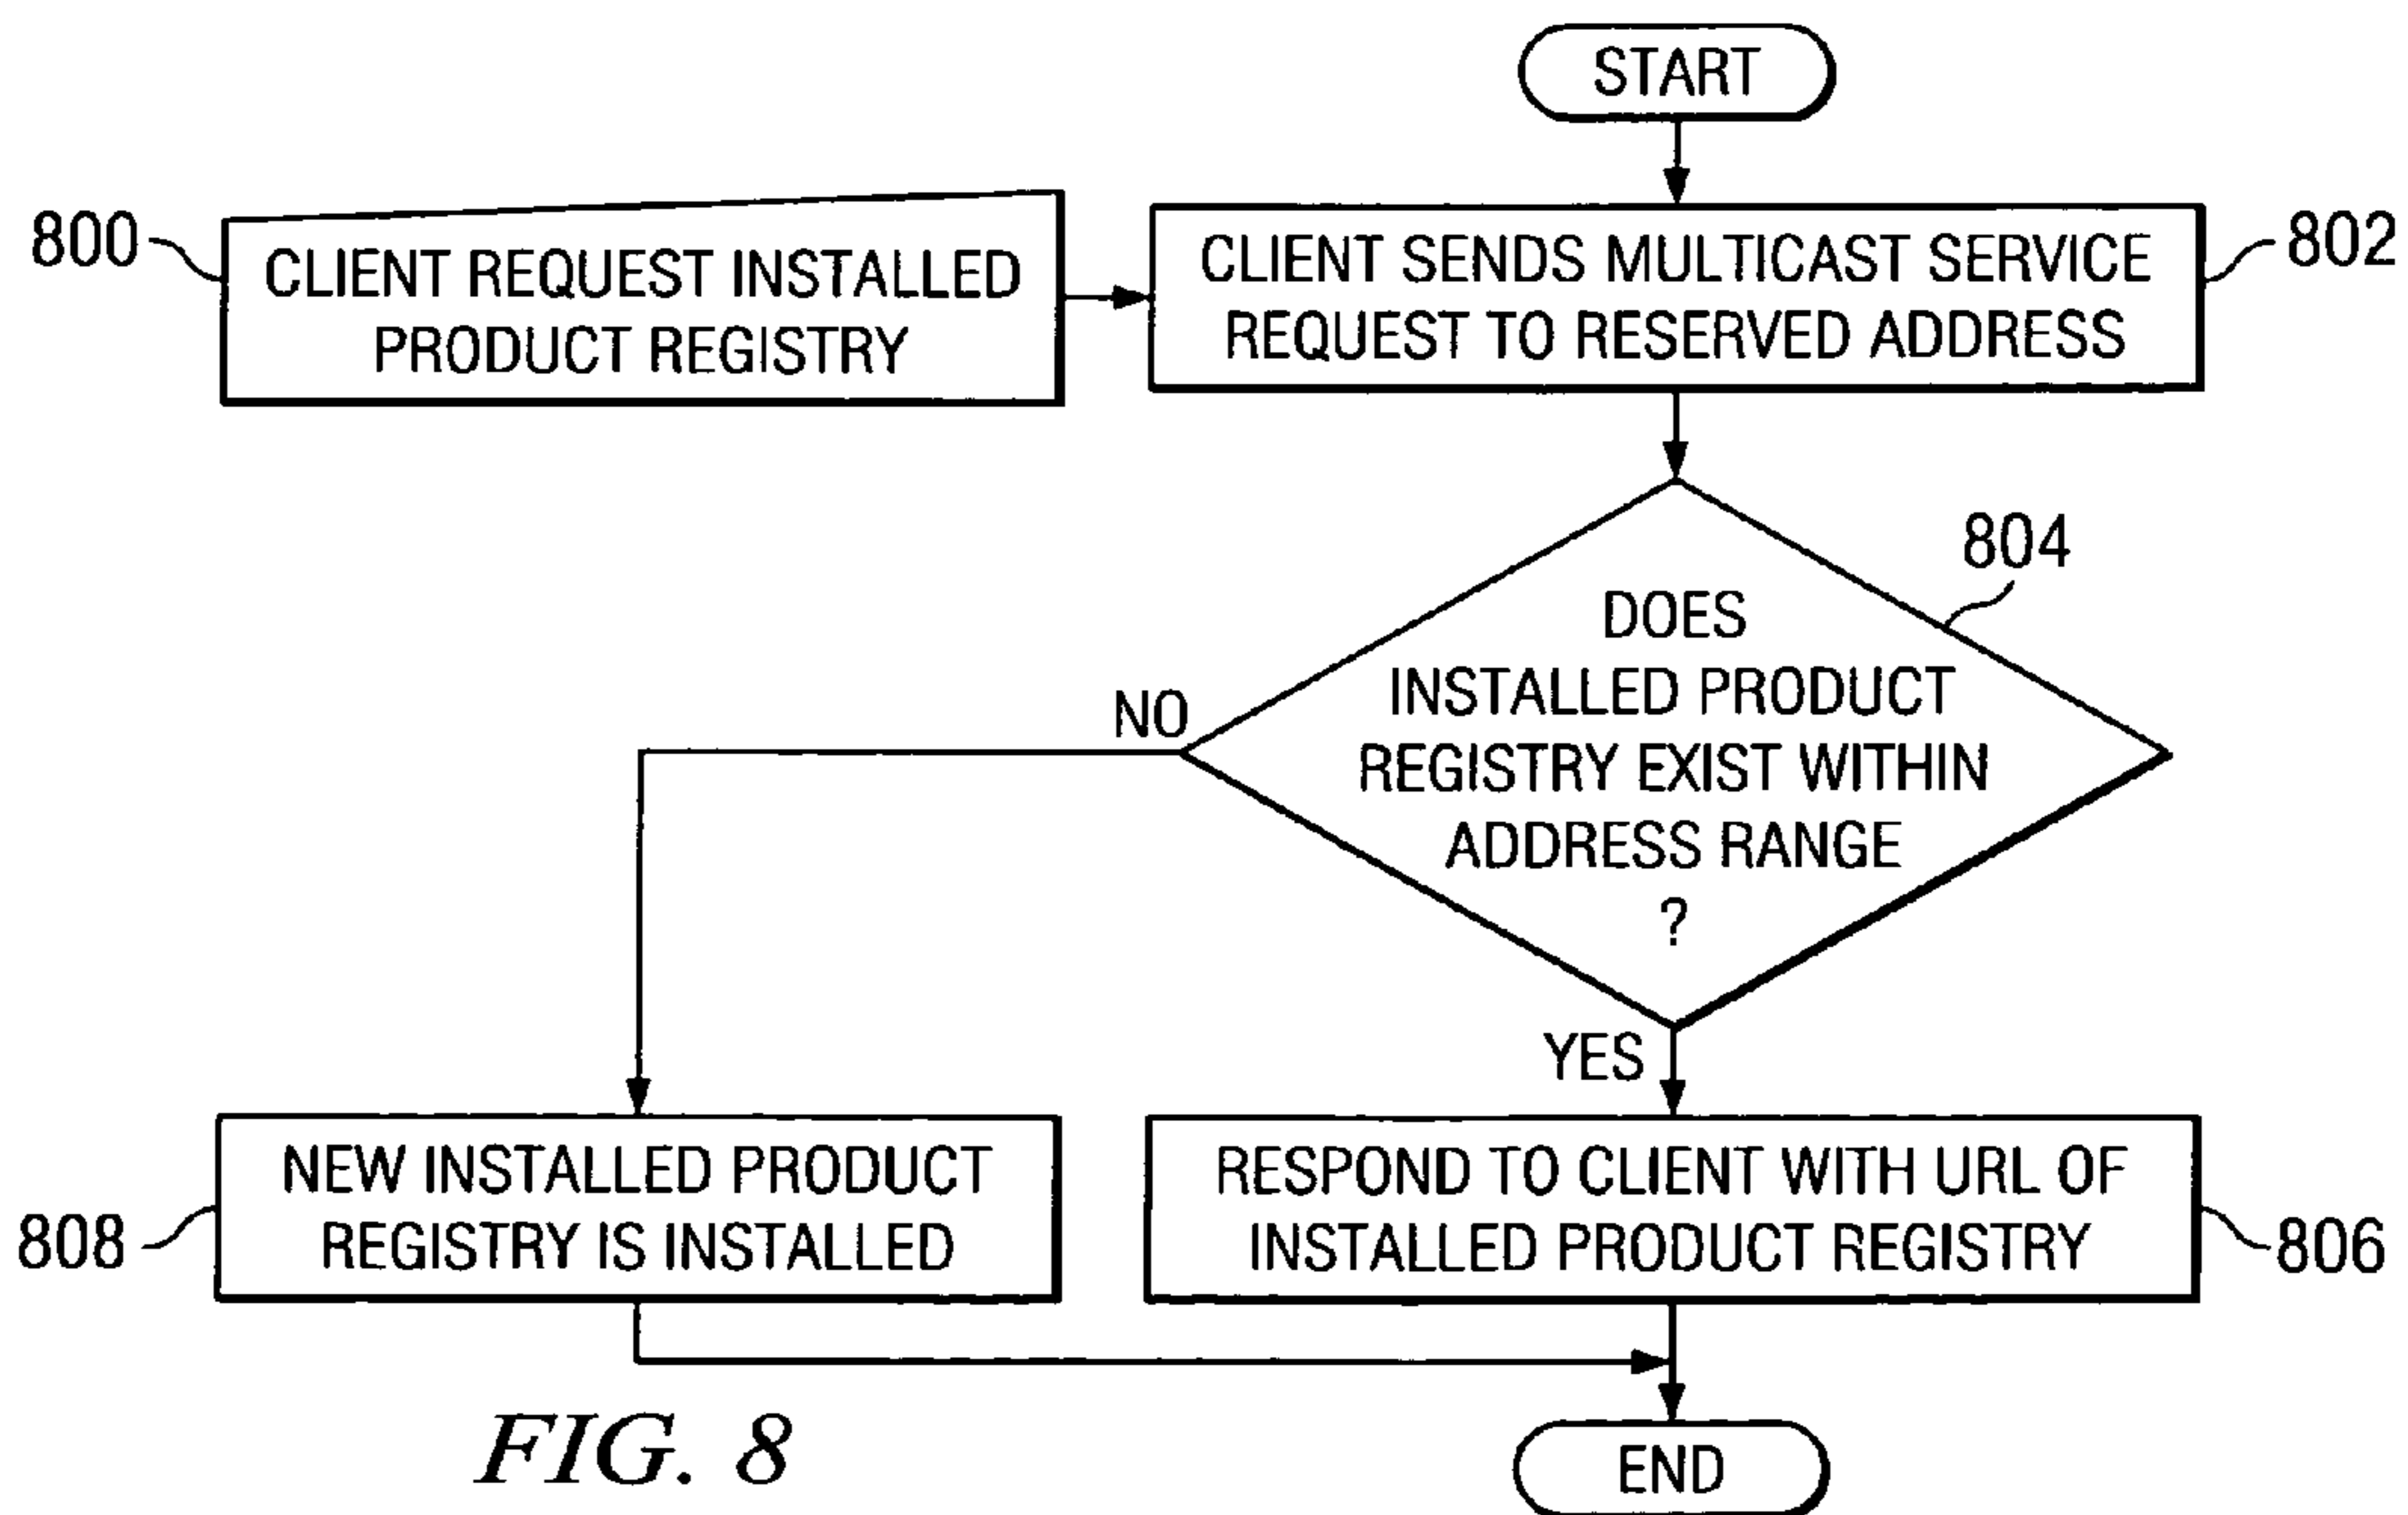 START
800
CLIENT REQUEST INSTALLED
PRODUCT REGISTRY
CLIENT SENDS MULTICAST SERVICE
REQUEST TO RESERVED ADDRESS
802
804
DOES
INSTALLED PRODUCT
REGISTRY EXIST WITHIN
ADDRESS RANGE
?
NO
YES
808
NEW INSTALLED PRODUCT
REGISTRY IS INSTALLED
RESPOND TO CLIENT WITH URL OF
INSTALLED PRODUCT REGISTRY
806
FIG. 8
END